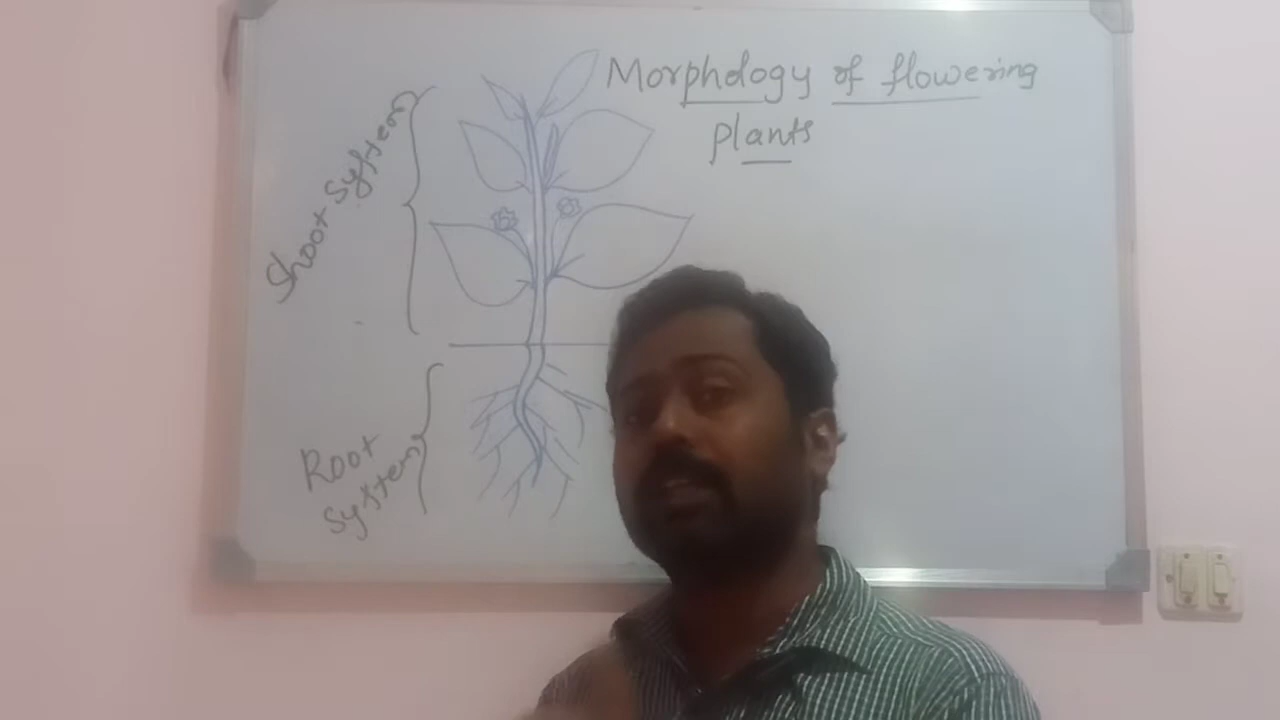 Morphology of flowering
plants
Shoot system
Root
system